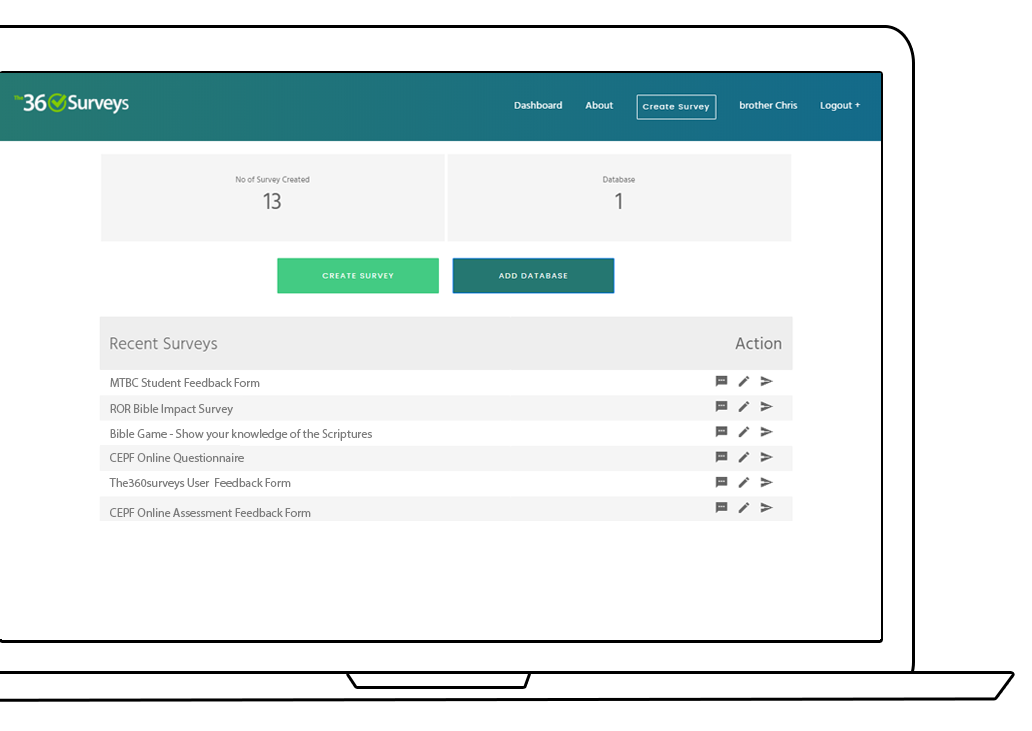 The 360 Surveys
Dashboard About Create Survey brother Chris Logout +
No of Survey Created Database
13 1
CREATE SURVEY ADD DATABASE
Recent Surveys Action
MTBC Student Feedback Form
ROR Bible Impact Survey
Bible Game - Show your knowledge of the Scriptures
CEPF Online Questionnaire
The360surveys User Feedback Form
CEPF Online Assessment Feedback Form